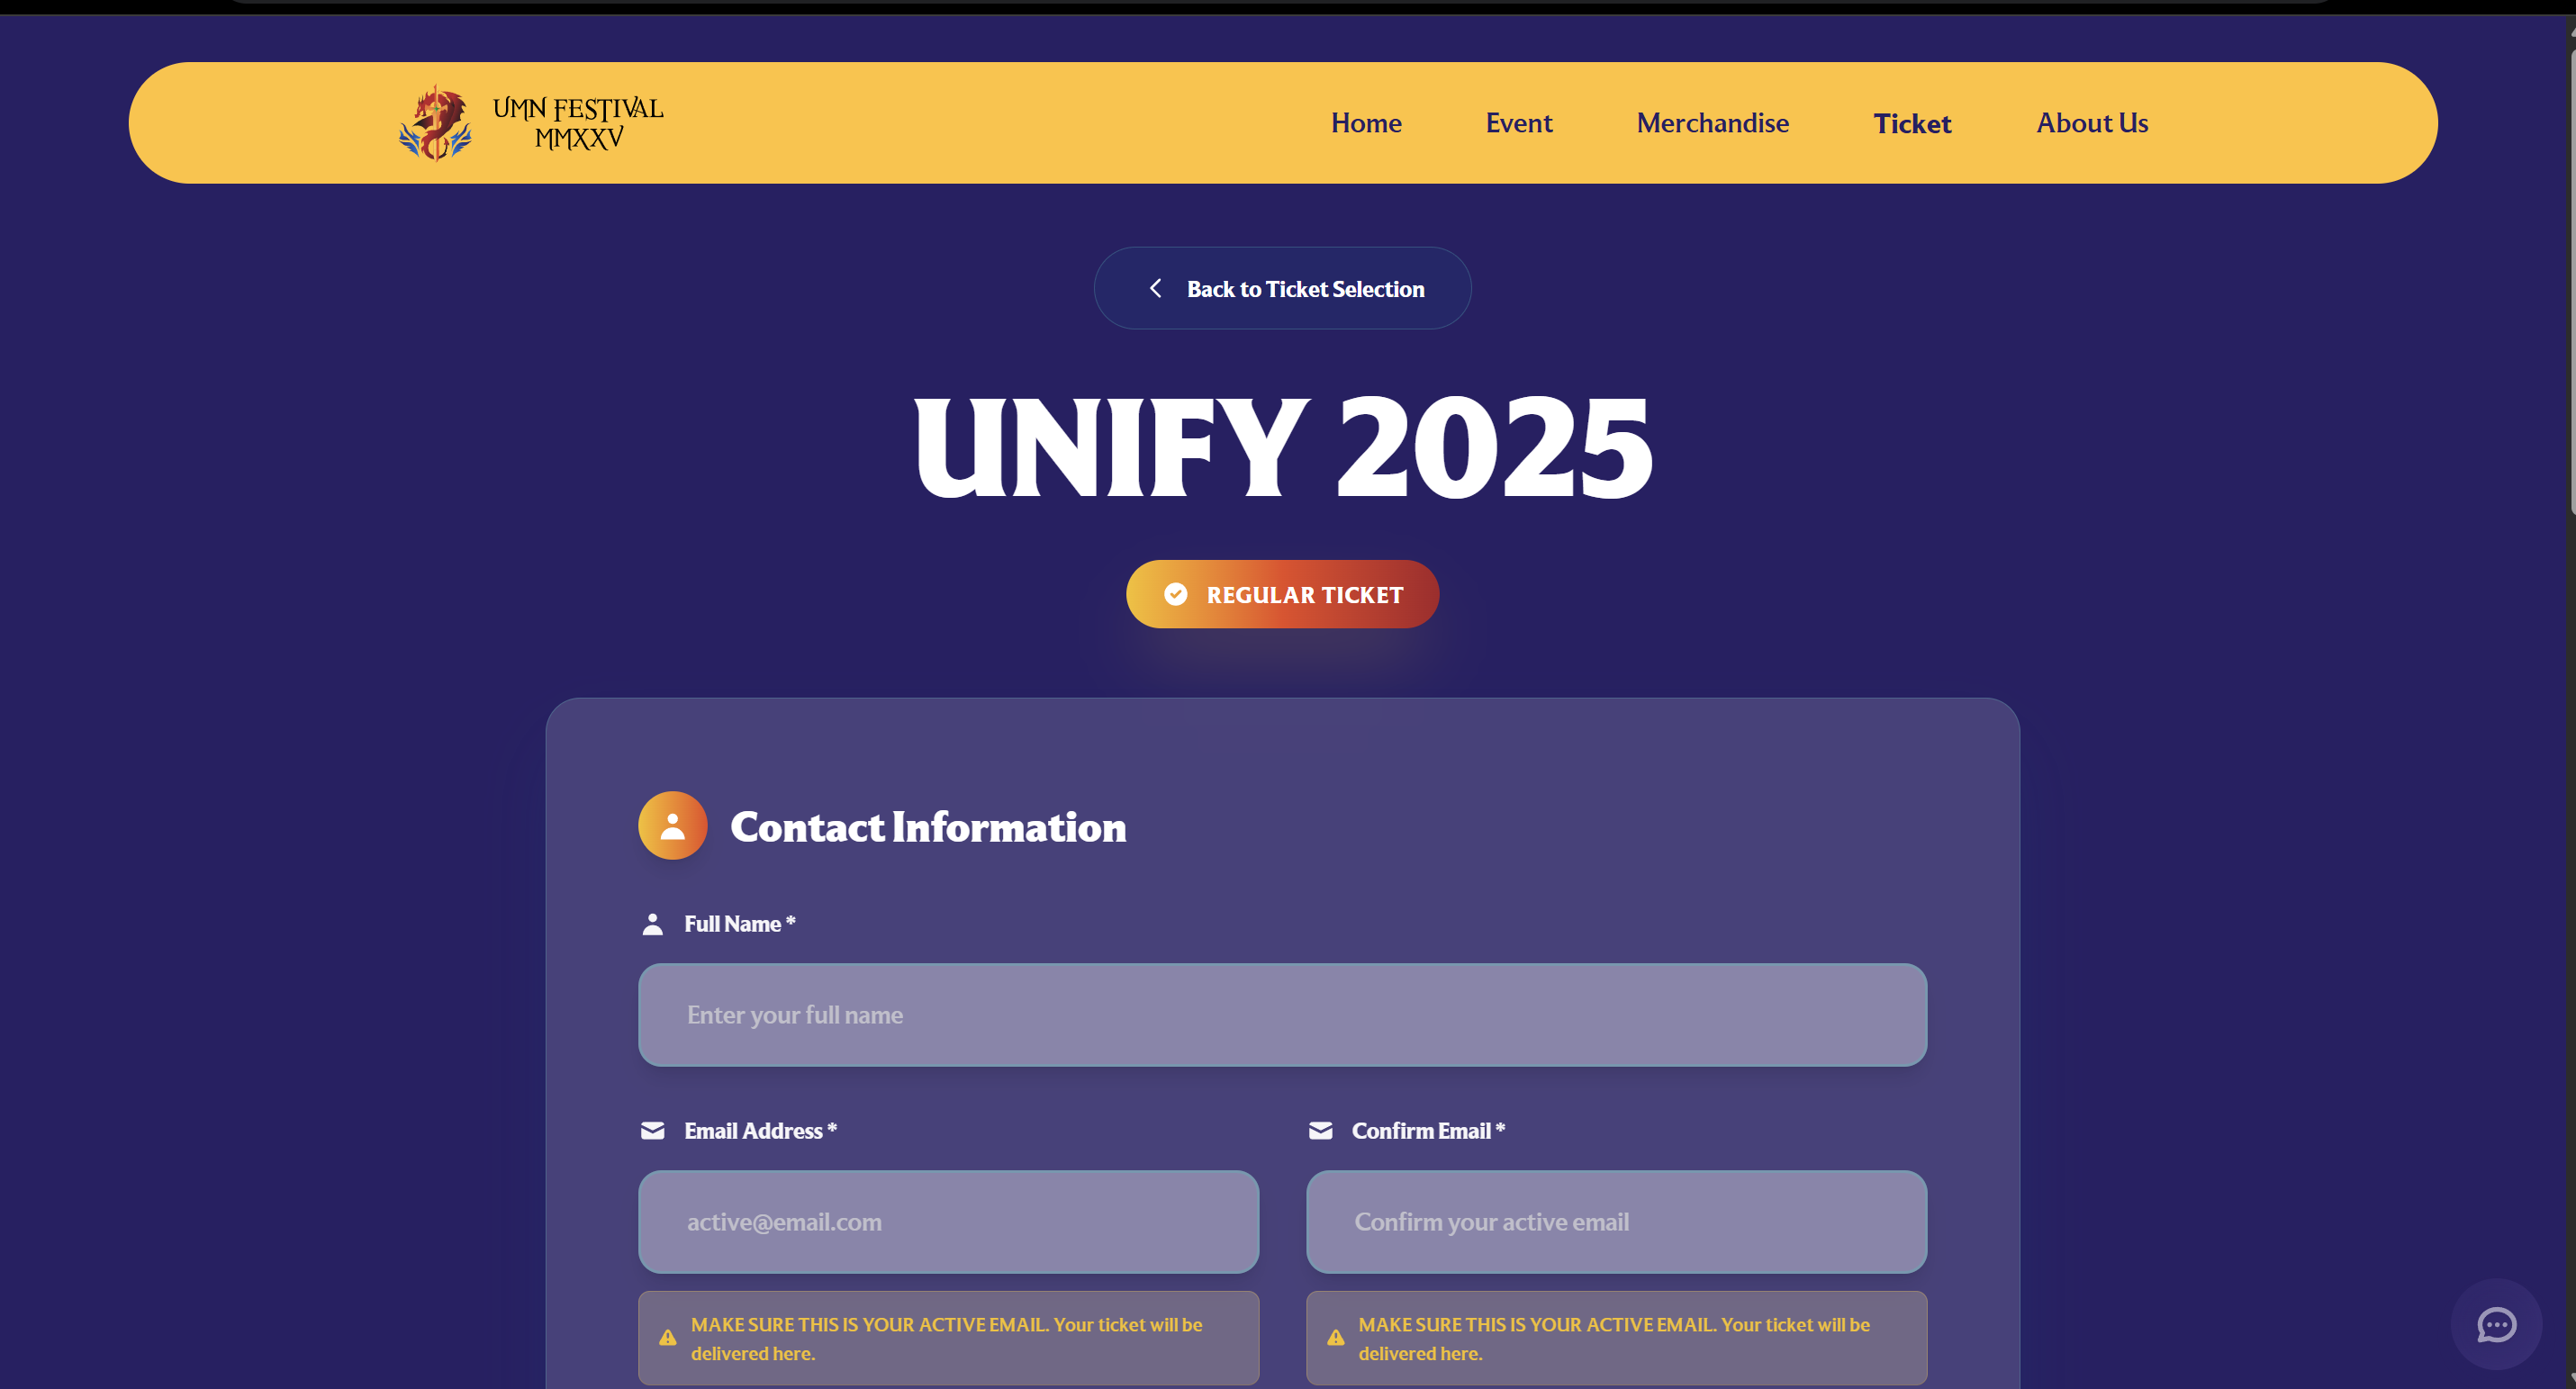 UMN FESTIVAL
MMXXV
Home
Event
Merchandise
Ticket
About Us
Back to Ticket Selection
UNIFY 2025
REGULAR TICKET
Contact Information
Full Name *
Enter your full name
Email Address *
active@email.com
MAKE SURE THIS IS YOUR ACTIVE EMAIL. Your ticket will be
delivered here.
Confirm Email *
Confirm your active email
MAKE SURE THIS IS YOUR ACTIVE EMAIL. Your ticket will be
delivered here.